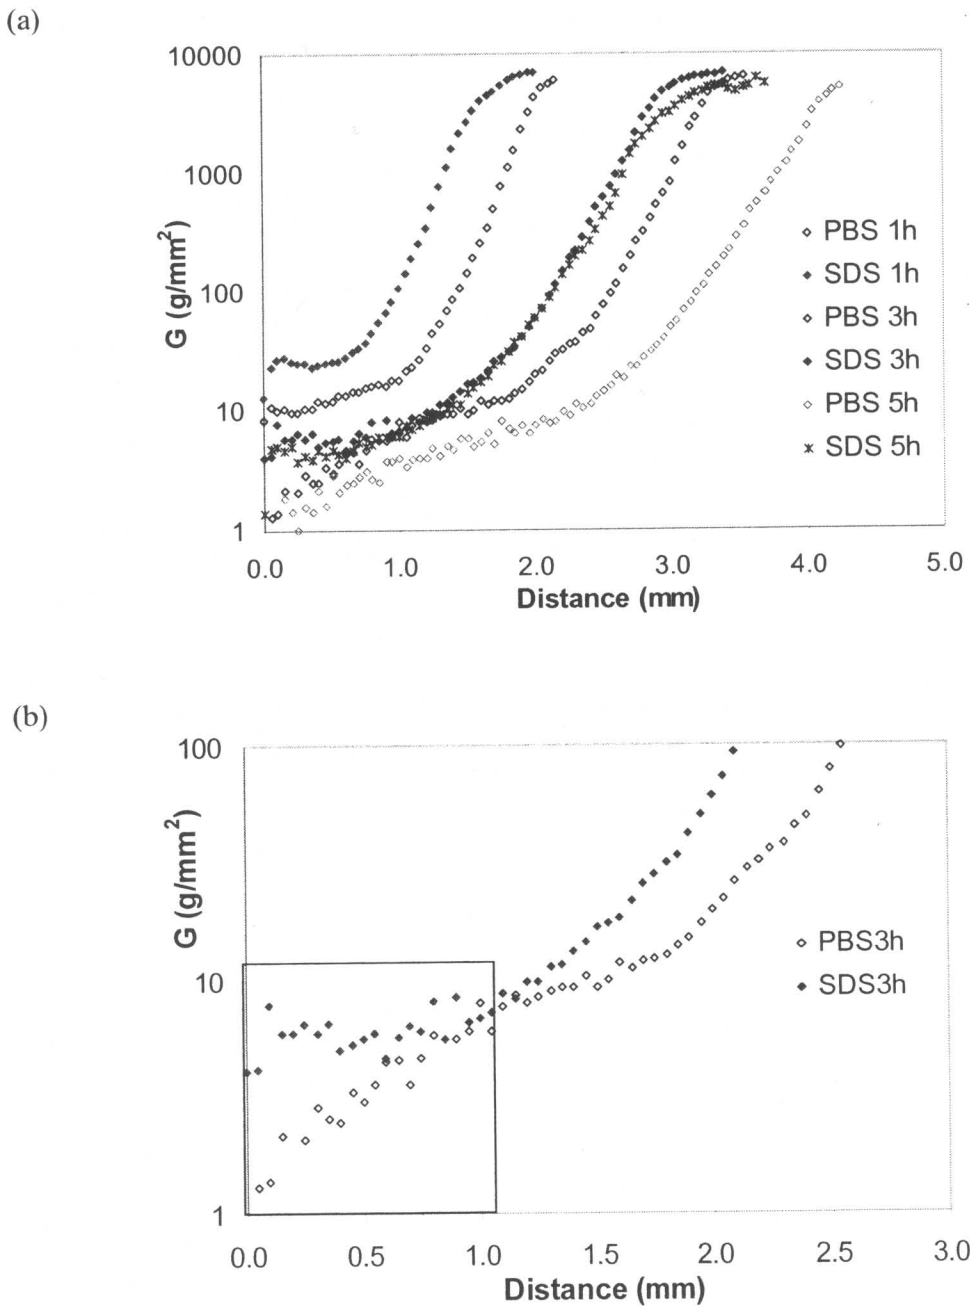 (a)
10000
1000
100
10
1
G (g/mm²)
0.0 1.0 2.0 3.0 4.0 5.0
Distance (mm)
PBS 1h
SDS 1h
PBS 3h
SDS 3h
PBS 5h
SDS 5h
(b)
100
10
1
G (g/mm²)
0.0 0.5 1.0 1.5 2.0 2.5 3.0
Distance (mm)
PBS3h
SDS3h